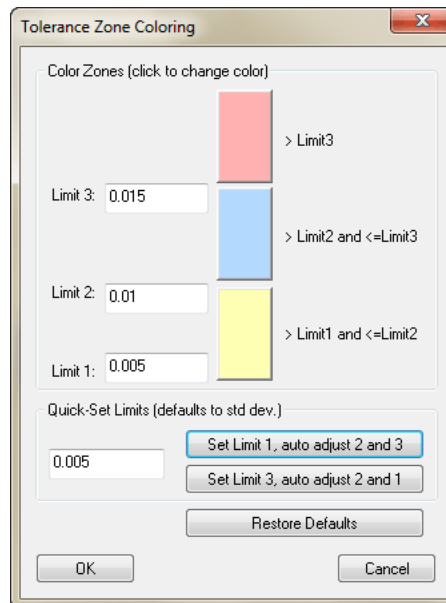 Tolerance Zone Coloring
Color Zones (click to change color)
> Limit3
Limit 3: 0.015
> Limit2 and <=Limit3
Limit 2: 0.01
> Limit1 and <=Limit2
Limit 1: 0.005
Quick-Set Limits (defaults to std dev.)
Set Limit 1, auto adjust 2 and 3
0.005
Set Limit 3, auto adjust 2 and 1
Restore Defaults
OK Cancel